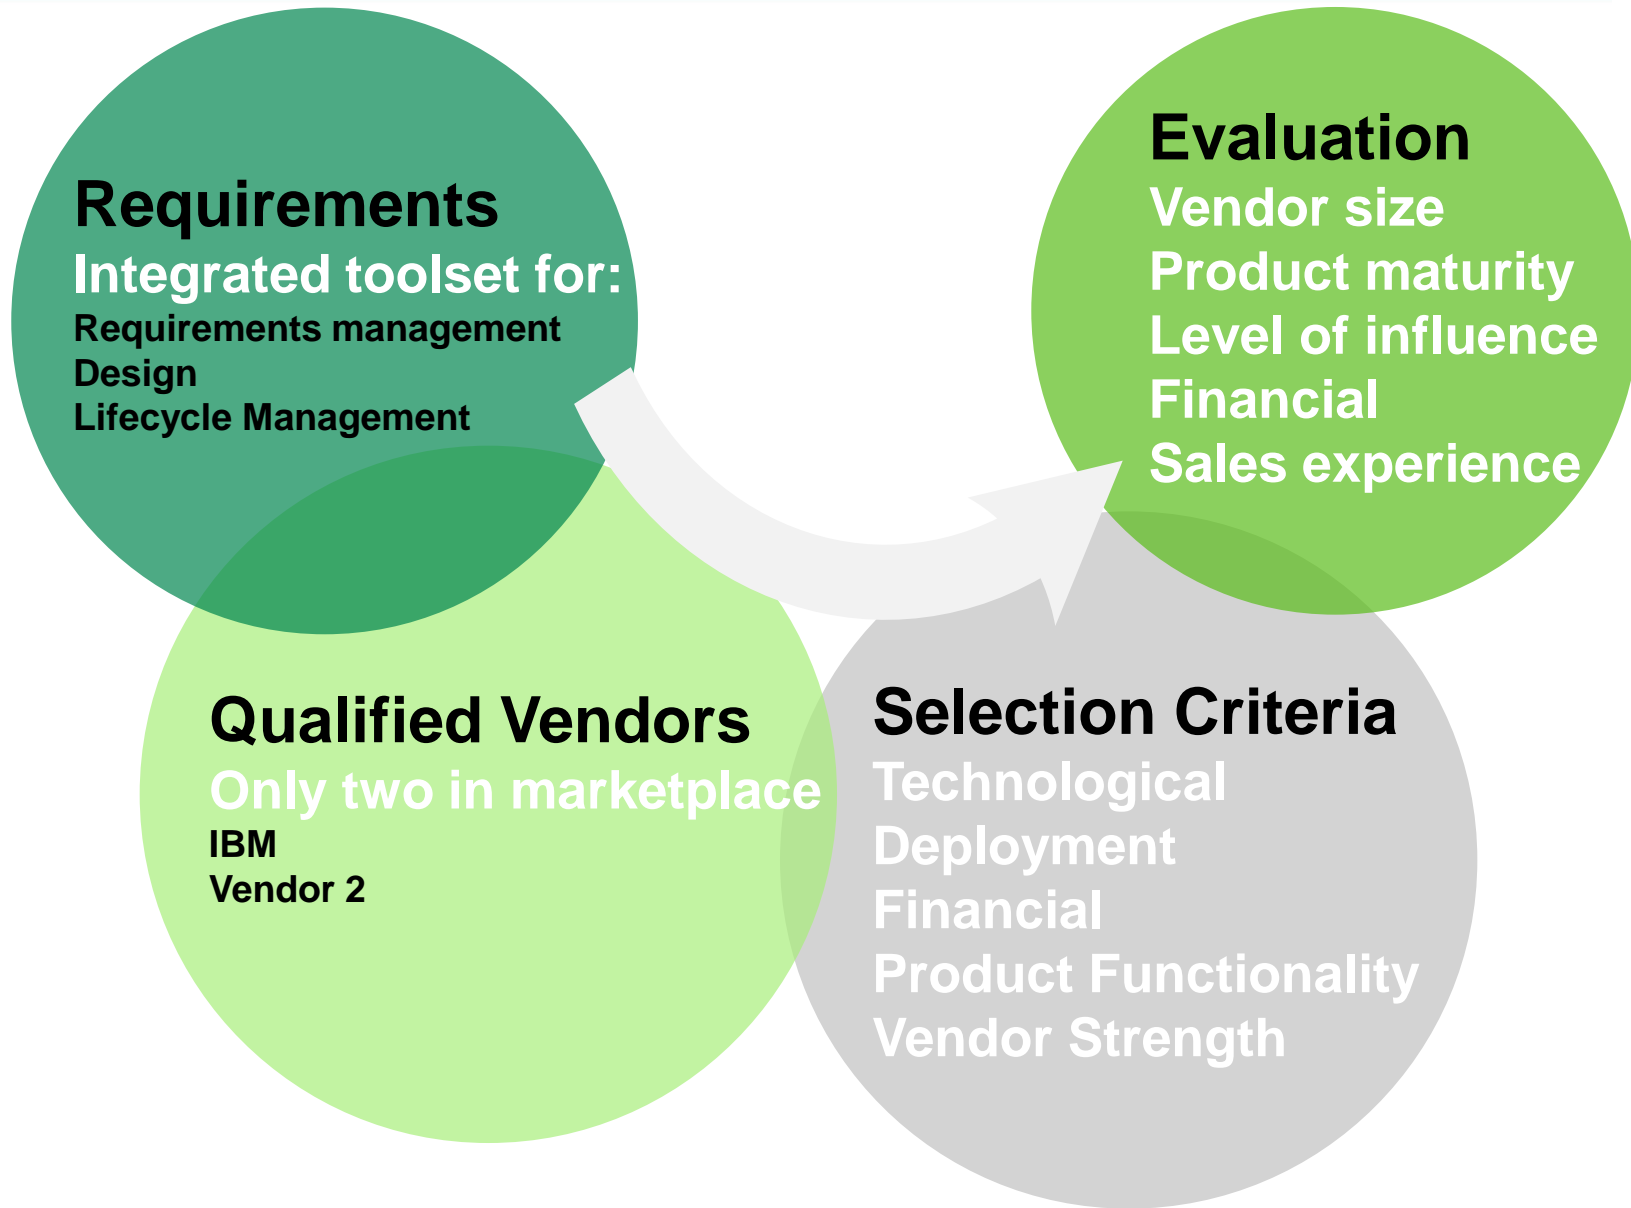 Requirements
Integrated toolset for:
Requirements management
Design
Lifecycle Management
Qualified Vendors
Only two in marketplace
IBM
Vendor 2
Selection Criteria
Technological
Deployment
Financial
Product Functionality
Vendor Strength
Evaluation
Vendor size
Product maturity
Level of influence
Financial
Sales experience